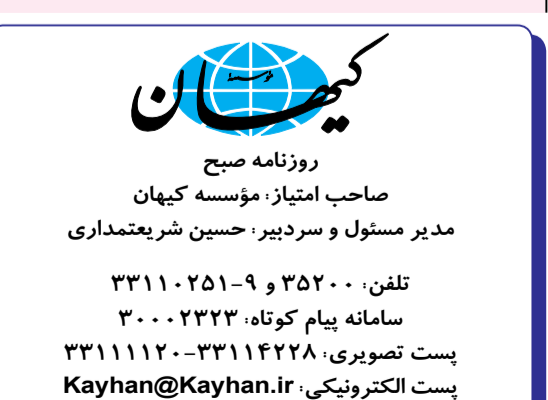 مؤسسه
کیهان
روزنامه صبح
صاحب امتیاز: مؤسسه کیهان
مدیر مسئول و سردبیر: حسین شریعتمداری
تلفن: ۳۵۲۰۰ و ۹-۳۳۱۱۰۲۵۱
سامانه پیام کوتاه: ۳۰۰۰۲۳۲۳
پست تصویری: ۳۳۱۱۴۲۲۸-۳۳۱۱۱۱۲۰
پست الکترونیکی: Kayhan@Kayhan.ir